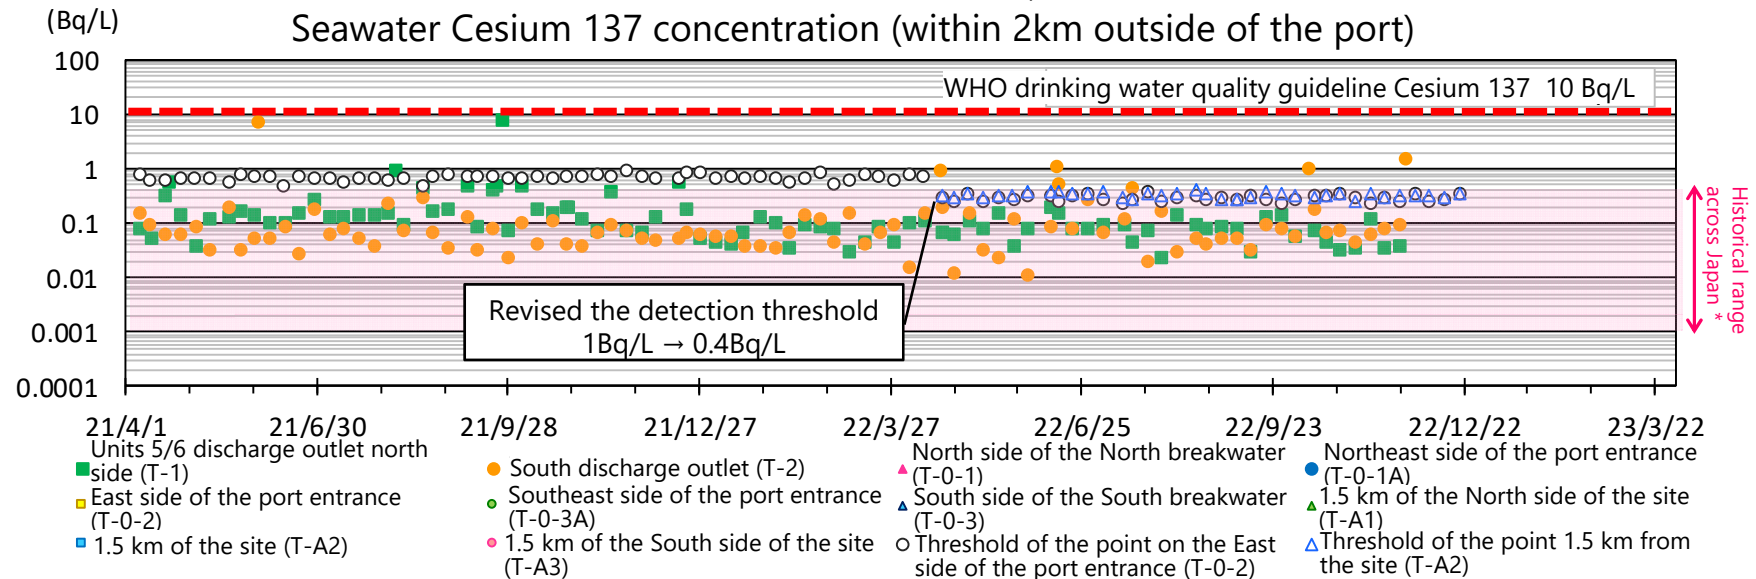 (Bq/L)
Seawater Cesium 137 concentration (within 2km outside of the port)
100
10
1
0.1
0.01
0.001
0.0001
WHO drinking water quality guideline Cesium 137 10 Bq/L
Revised the detection threshold
1Bq/L → 0.4Bq/L
Historical range
across Japan *
21/4/1
21/6/30
21/9/28
21/12/27
22/3/27
22/6/25
22/9/23
22/12/22
23/3/22
Units 5/6 discharge outlet north
side (T-1)
South discharge outlet (T-2)
North side of the North breakwater
(T-0-1)
Northeast side of the port entrance
(T-0-1A)
East side of the port entrance
(T-0-2)
Southeast side of the port entrance
(T-0-3A)
South side of the South breakwater
(T-0-3)
1.5 km of the North side of the site
(T-A1)
1.5 km of the site (T-A2)
1.5 km of the South side of the site
(T-A3)
Threshold of the point on the East
side of the port entrance (T-0-2)
Threshold of the point 1.5 km from
the site (T-A2)